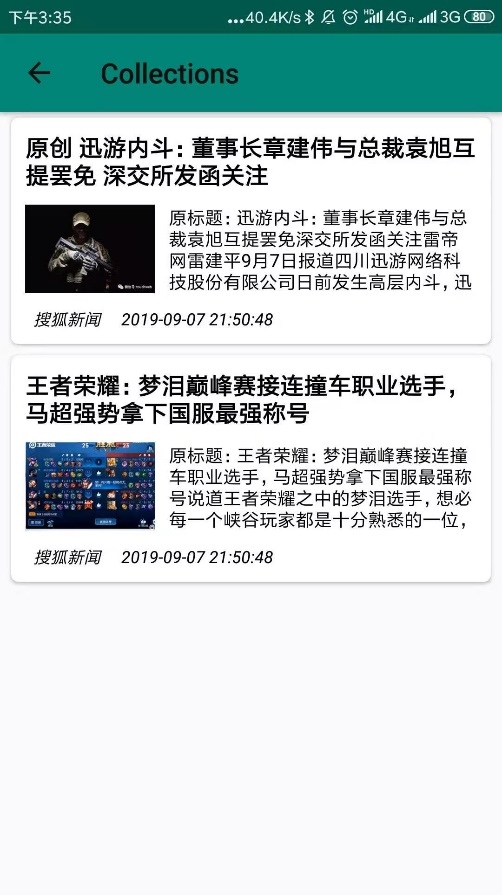 下午3:35
...40.4K/s 4G 3G 80
Collections
原创 迅游内斗: 董事长章建伟与总裁袁旭互
提罢免 深交所发函关注
原标题: 迅游内斗: 董事长章建伟与总
裁袁旭互提罢免深交所发函关注雷帝
网雷建平9月7日报道四川迅游网络科
技股份有限公司日前发生高层内斗, 迅
搜狐新闻 2019-09-07 21:50:48
王者荣耀: 梦泪巅峰赛接连撞车职业选手,
马超强势拿下国服最强称号
原标题: 王者荣耀: 梦泪巅峰赛接连撞
车职业选手, 马超强势拿下国服最强称
号说道王者荣耀之中的梦泪选手, 想必
每一个峡谷玩家都是十分熟悉的一位,
搜狐新闻 2019-09-07 21:50:48